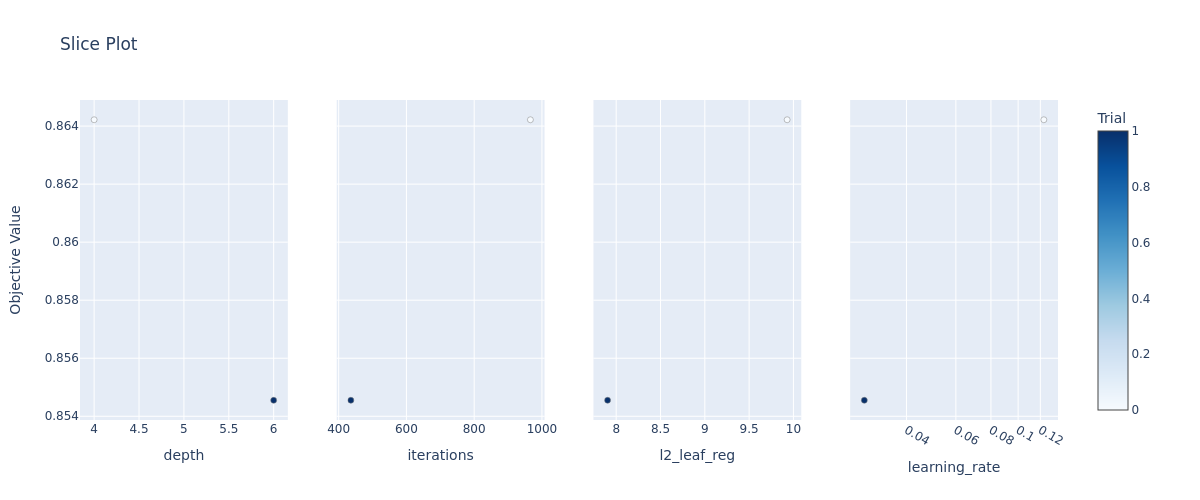 Slice Plot
Objective Value
0.864
0.862
0.86
0.858
0.856
0.854
4 4.5 5 5.5 6
depth
400 600 800 1000
iterations
8 8.5 9 9.5 10
l2_leaf_reg
0.04 0.06 0.08 0.1 0.12
learning_rate
Trial
1
0.8
0.6
0.4
0.2
0